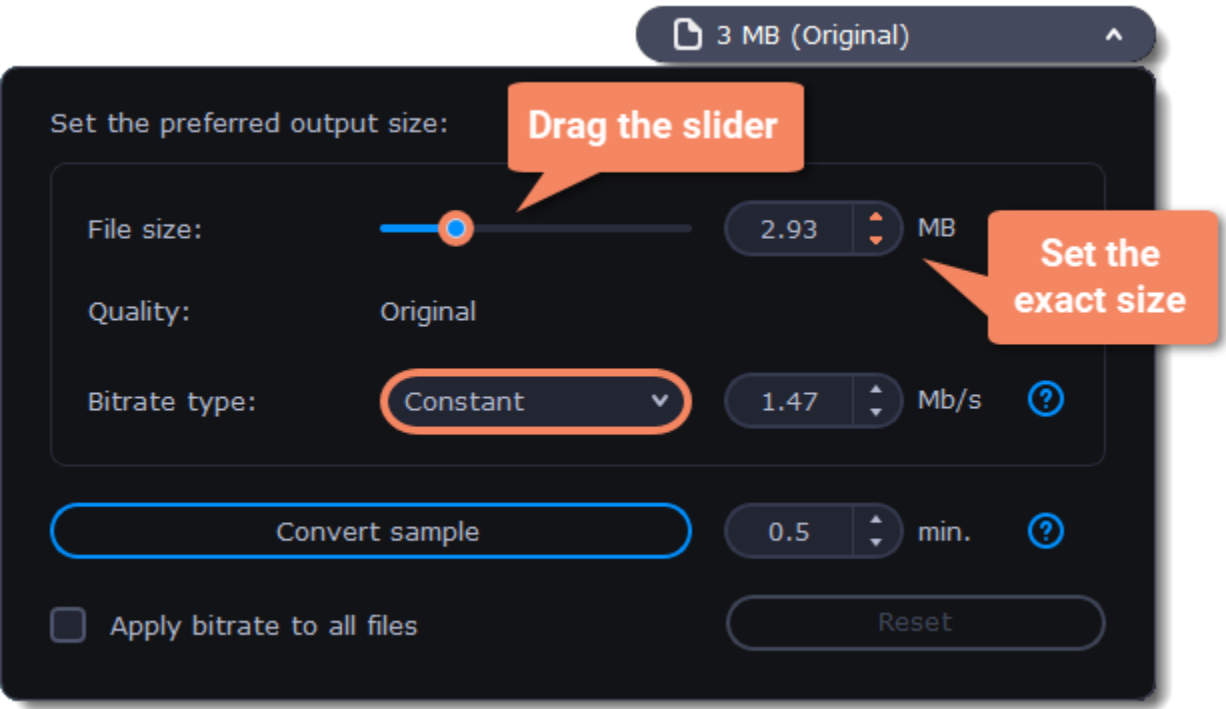 3 MB (Original)
Set the preferred output size:
Drag the slider
File size:
2.93
MB
Set the
exact size
Quality:
Original
Bitrate type:
Constant
1.47
Mb/s
?
Convert sample
0.5
min.
?
Apply bitrate to all files
Reset